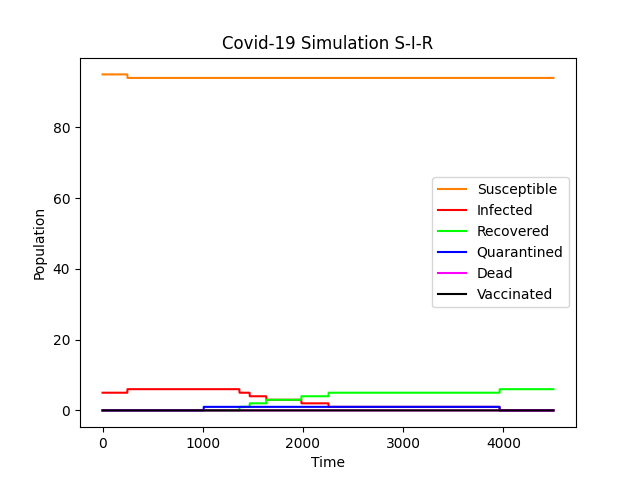 Covid-19 Simulation S-I-R
Population
80
60
40
20
0
Susceptible
Infected
Recovered
Quarantined
Dead
Vaccinated
0 1000 2000 3000 4000
Time